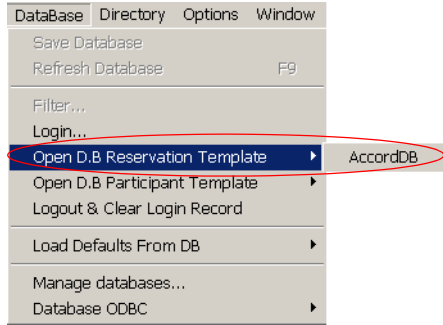 DataBase Directory Options Window
Save Database
Refresh Database F9
Filter...
Login...
Open D.B Reservation Template AccordDB
Open D.B Participant Template
Logout & Clear Login Record
Load Defaults From DB
Manage databases...
Database ODBC